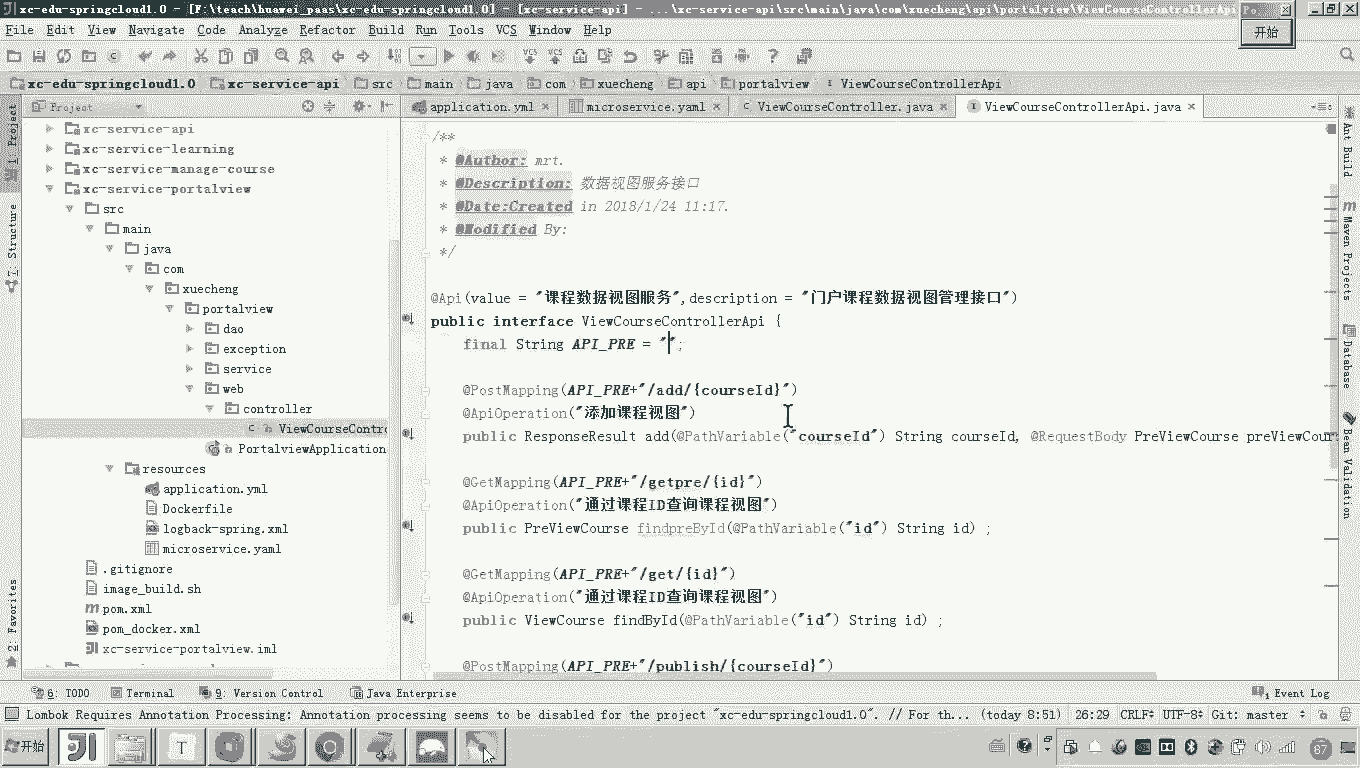 xc-edu-springcloud1.0 - [F:\teach\huawei_paas\xc-edu-springcloud1.0] - [xc-service-api] - ...\xc-service-api\src\main\java\com\xuecheng\api\portalview\ViewCourseControllerApi
File Edit View Navigate Code Analyze Refactor Build Run Tools VCS Window Help
开始
xc-edu-springcloud1.0 xc-service-api src main java com xuecheng api portalview ViewCourseControllerApi
Project
application.yml microservice.yaml ViewCourseController.java ViewCourseControllerApi.java
1: Project
7: Structure
2: Favorites
xc-service-api
xc-service-learning
xc-service-manage-course
xc-service-portalview
src
main
java
com
xuecheng
portalview
dao
exception
service
web
controller
ViewCourseContro
PortalviewApplication
resources
application.yml
Dockerfile
logback-spring.xml
microservice.yaml
.gitignore
image_build.sh
pom.xml
pom_docker.xml
xc-service-portalview.iml
/**
* @Author: mrt.
* @Description: 数据视图服务接口
* @Date:Created in 2018/1/24 11:17.
* @Modified By:
*/
@Api(value = "课程数据视图服务",description = "门户课程数据视图管理接口")
public interface ViewCourseControllerApi {
final String API_PRE = "";
@PostMapping(API_PRE+"/add/{courseId}")
@ApiOperation("添加课程视图")
public ResponseResult add(@PathVariable("courseId") String courseId, @RequestBody PreViewCourse preViewCour
@GetMapping(API_PRE+"/getpre/{id}")
@ApiOperation("通过课程ID查询课程视图")
public PreViewCourse findpreById(@PathVariable("id") String id) ;
@GetMapping(API_PRE+"/get/{id}")
@ApiOperation("通过课程ID查询课程视图")
public ViewCourse findById(@PathVariable("id") String id) ;
@PostMapping(API_PRE+"/publish/{courseId}")
Ant Build
Maven Projects
Database
Bean Validation
6: TODO Terminal 9: Version Control Java Enterprise 1 Event Log
Lombok Requires Annotation Processing: Annotation processing seems to be disabled for the project "xc-edu-springcloud1.0". // For th... (today 8:51) 26:29 CRLF UTF-8 Git: master
开始 87